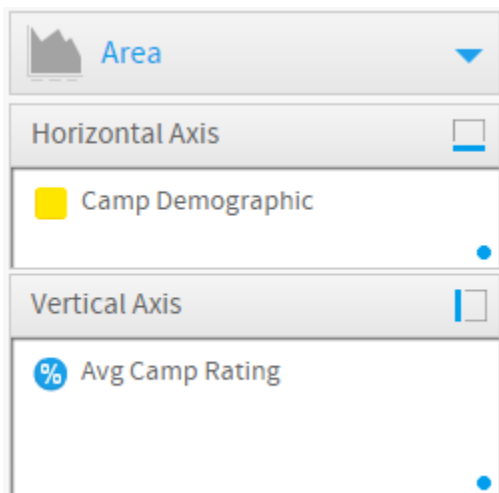 Area
Horizontal Axis
Camp Demographic
Vertical Axis
% Avg Camp Rating